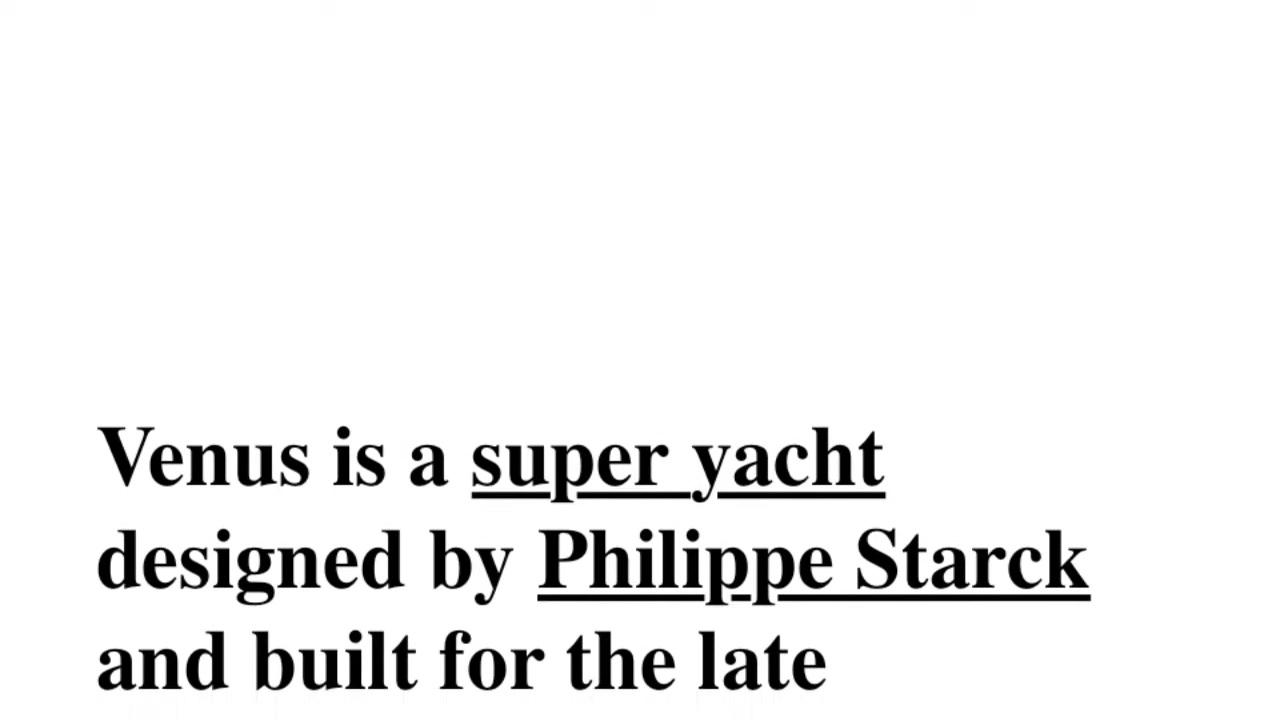 Venus is a super yacht
designed by Philippe Starck
and built for the late